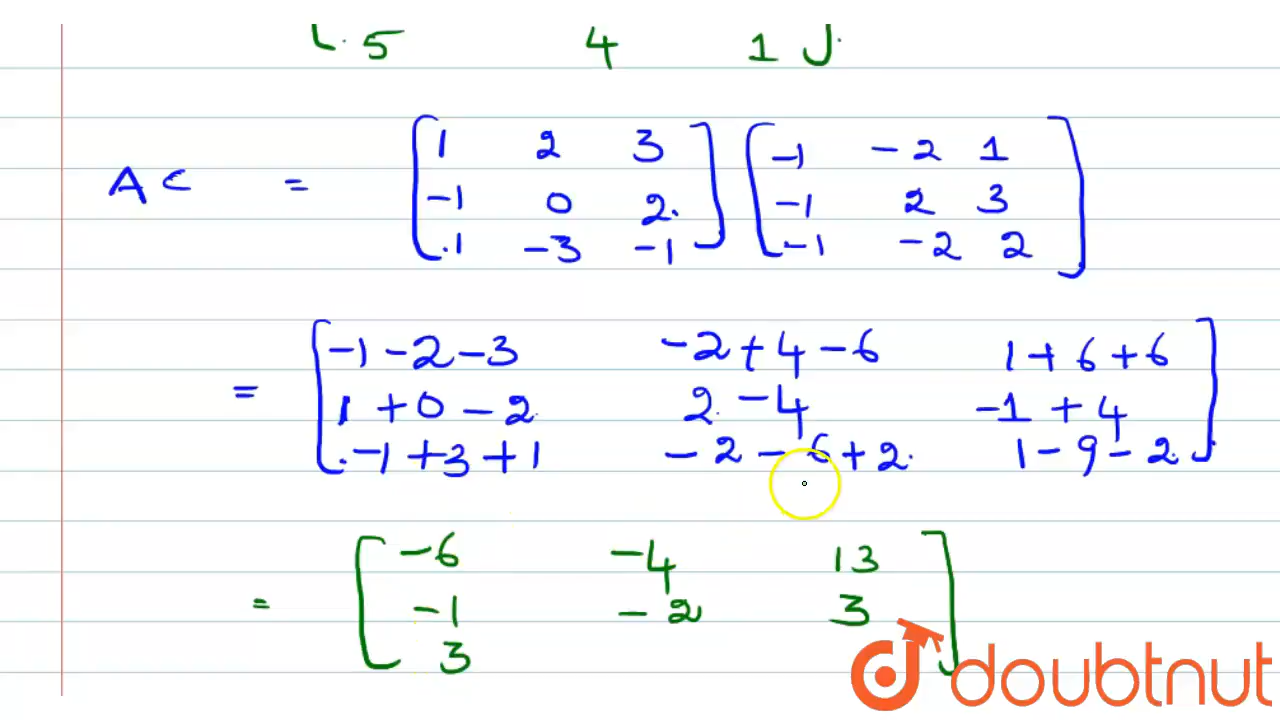 5 4 1
AC = [ 1 2 3 ] [ -1 -2 1 ]
-1 0 2. -1 2 3
.1 -3 -1 -1 -2 2
= [ -1-2-3 -2+4-6 1+6+6 ]
1+0-2. 2.-4 -1+4
.-1+3+1 -2-6+2. 1-9-2.
= [ -6 -4 13 ]
-1 -2 3
3
doubtnut